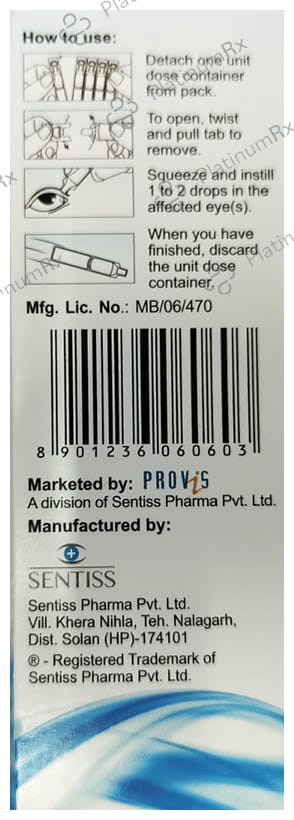 How to use:
Detach one unit
dose container
from pack.
To open, twist
and pull tab to
remove.
Squeeze and instill
1 to 2 drops in the
affected eye(s).
When you have
finished, discard
the unit dose
container.
Mfg. Lic. No.: MB/06/470
8 901236 060603
Marketed by: PROViS
A division of Sentiss Pharma Pvt. Ltd.
Manufactured by:
SENTISS
Sentiss Pharma Pvt. Ltd.
Vill. Khera Nihla, Teh. Nalagarh,
Dist. Solan (HP)-174101
® - Registered Trademark of
Sentiss Pharma Pvt. Ltd.
PlatinumRx
PlatinumRx
PlatinumRx